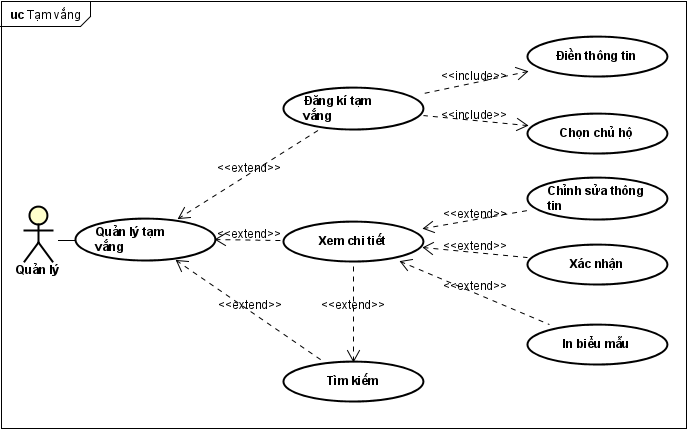 uc Tạm vắng
Điền thông tin
<<include>>
Đăng kí tạm
vắng
<<include>>
Chọn chủ hộ
<<extend>>
Chỉnh sửa thông
tin
<<extend>>
Quản lý tạm
vắng
<<extend>>
Xem chi tiết
<<extend>>
Xác nhận
Quản lý
<<extend>>
<<extend>>
<<extend>>
In biểu mẫu
Tìm kiếm